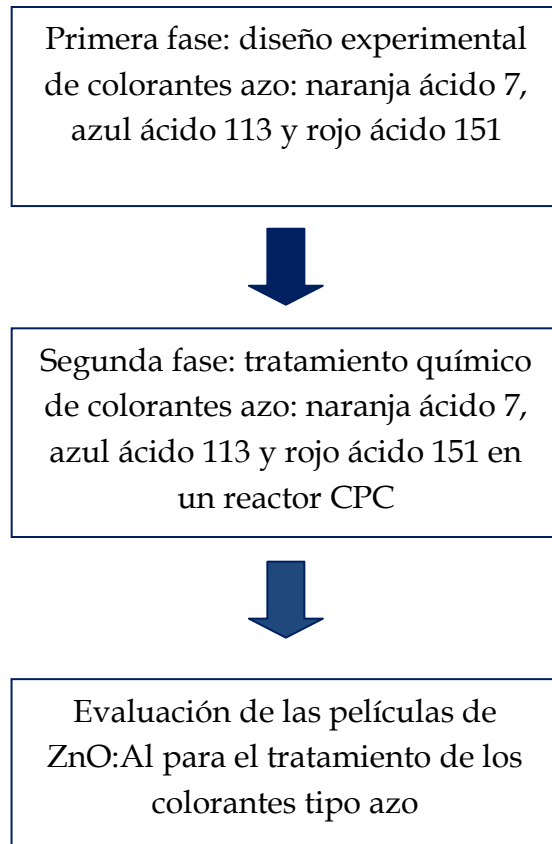 Primera fase: diseño experimental
de colorantes azo: naranja ácido 7,
azul ácido 113 y rojo ácido 151
Segunda fase: tratamiento químico
de colorantes azo: naranja ácido 7,
azul ácido 113 y rojo ácido 151 en
un reactor CPC
Evaluación de las películas de
ZnO:Al para el tratamiento de los
colorantes tipo azo